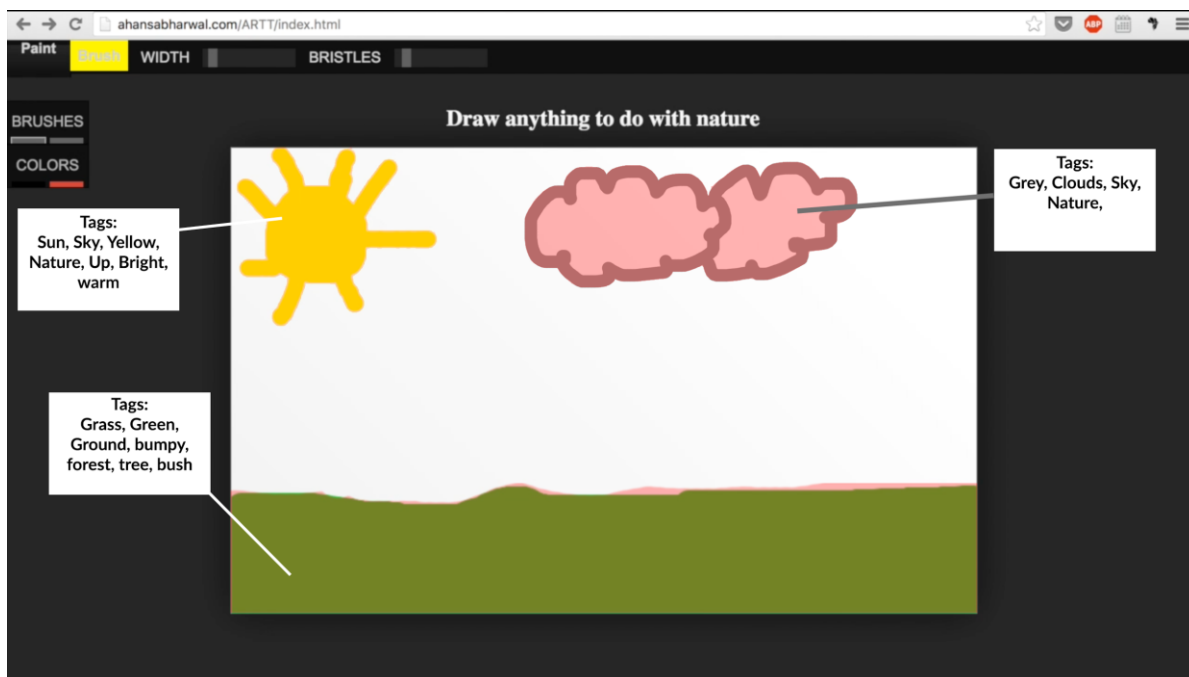 ahansabharwal.com/ARTT/index.html
ABP
Paint Brush WIDTH BRISTLES
BRUSHES
COLORS
Draw anything to do with nature
Tags:
Grey, Clouds, Sky,
Nature,
Tags:
Sun, Sky, Yellow,
Nature, Up, Bright,
warm
Tags:
Grass, Green,
Ground, bumpy,
forest, tree, bush